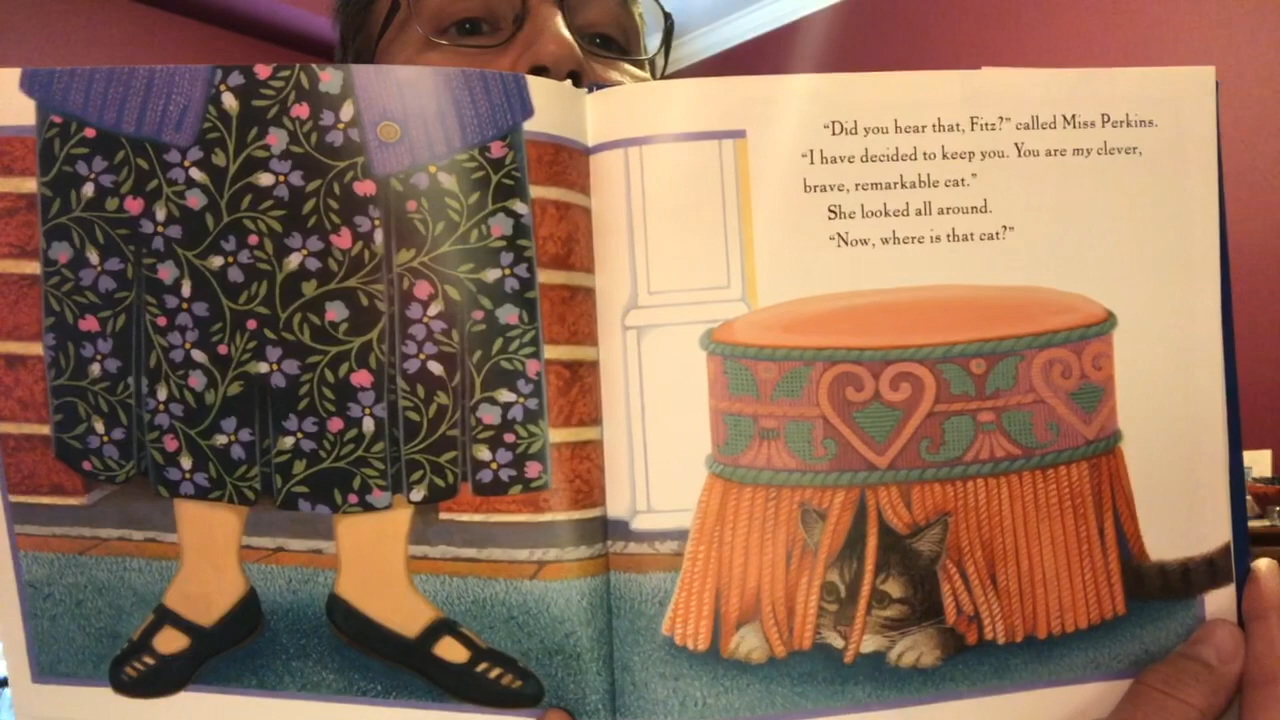 “Did you hear that, Fitz?” called Miss Perkins.
“I have decided to keep you. You are my clever,
brave, remarkable cat.”
She looked all around.
“Now, where is that cat?”